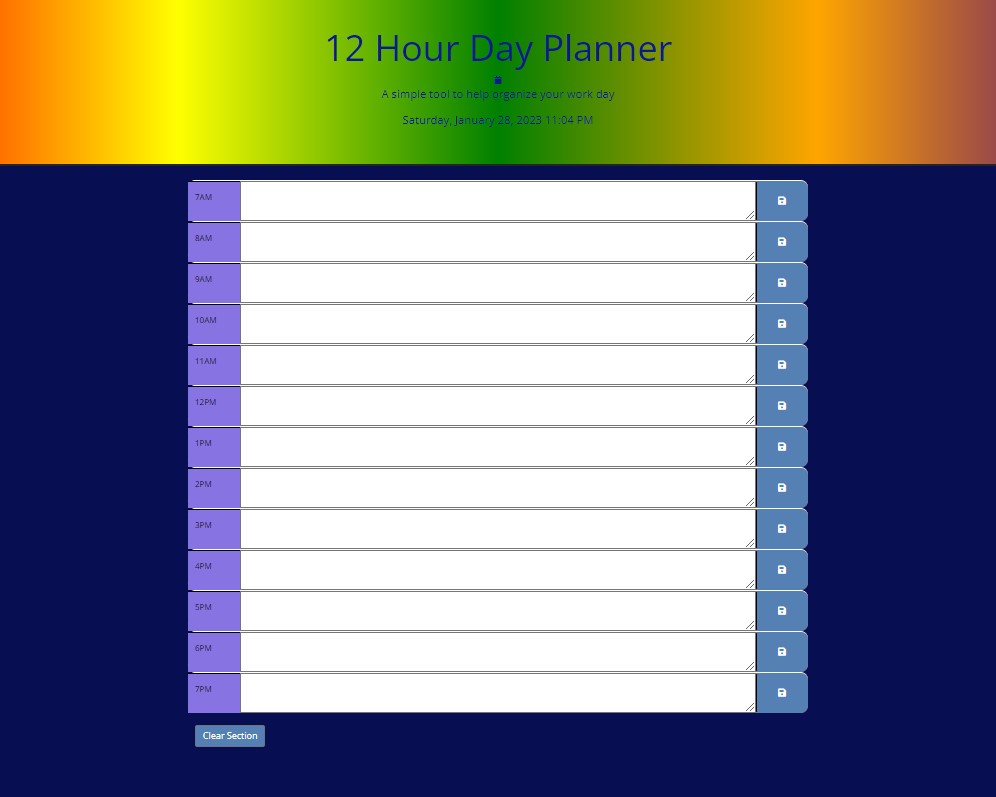 12 Hour Day Planner
A simple tool to help organize your work day
Saturday, January 28, 2023 11:04 PM
7AM
8AM
9AM
10AM
11AM
12PM
1PM
2PM
3PM
4PM
5PM
6PM
7PM
Clear Section